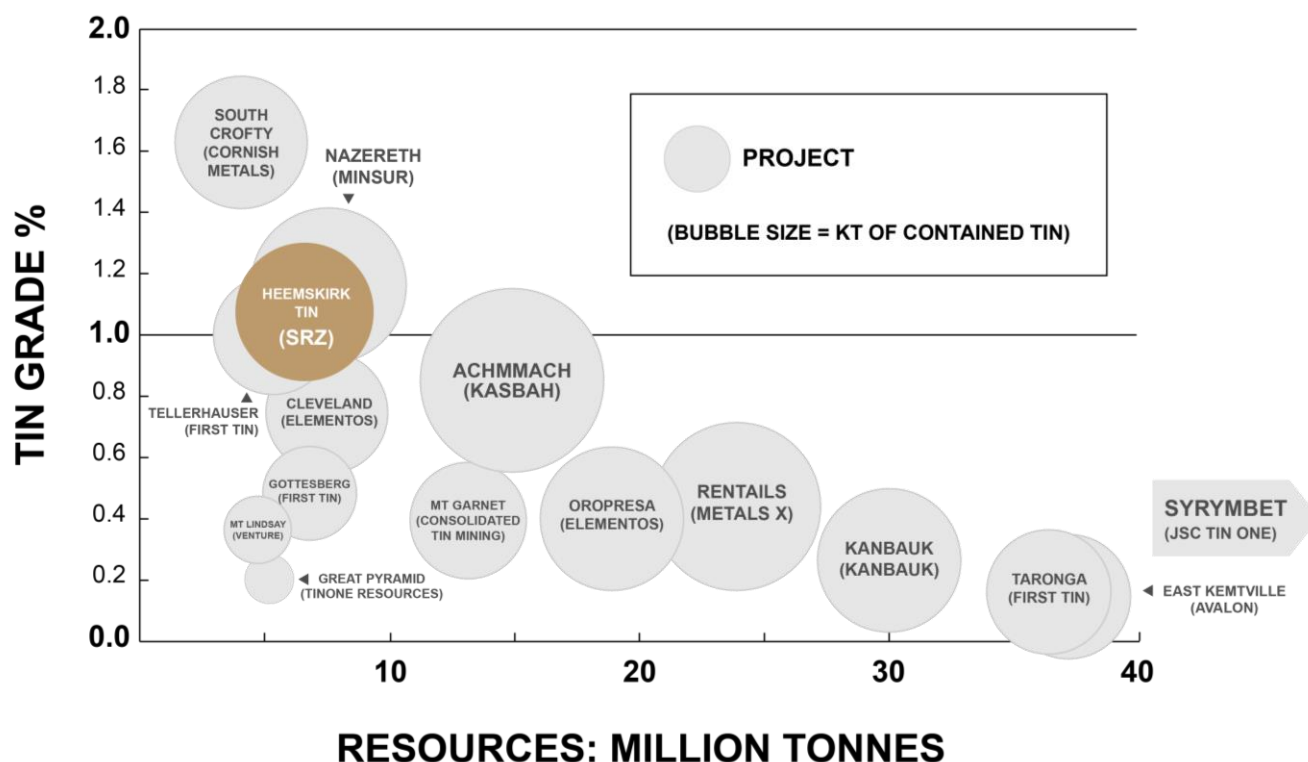 TIN GRADE %
2.0
1.8
1.6
1.4
1.2
1.0
0.8
0.6
0.4
0.2
0.0
SOUTH
CROFTY
(CORNISH
METALS)
NAZERETH
(MINSUR)
HEEMSKIRK
TIN
(SRZ)
TELLERHAUSER
(FIRST TIN)
CLEVELAND
(ELEMENTOS)
GOTTESBERG
(FIRST TIN)
MT LINDSAY
(VENTURE)
GREAT PYRAMID
(TINONE RESOURCES)
ACHMMACH
(KASBAH)
MT GARNET
(CONSOLIDATED
TIN MINING)
OROPRESA
(ELEMENTOS)
RENTAILS
(METALS X)
KANBAUK
(KANBAUK)
TARONGA
(FIRST TIN)
EAST KEMTVILLE
(AVALON)
SYRYMBET
(JSC TIN ONE)
PROJECT
(BUBBLE SIZE = KT OF CONTAINED TIN)
10
20
30
40
RESOURCES: MILLION TONNES